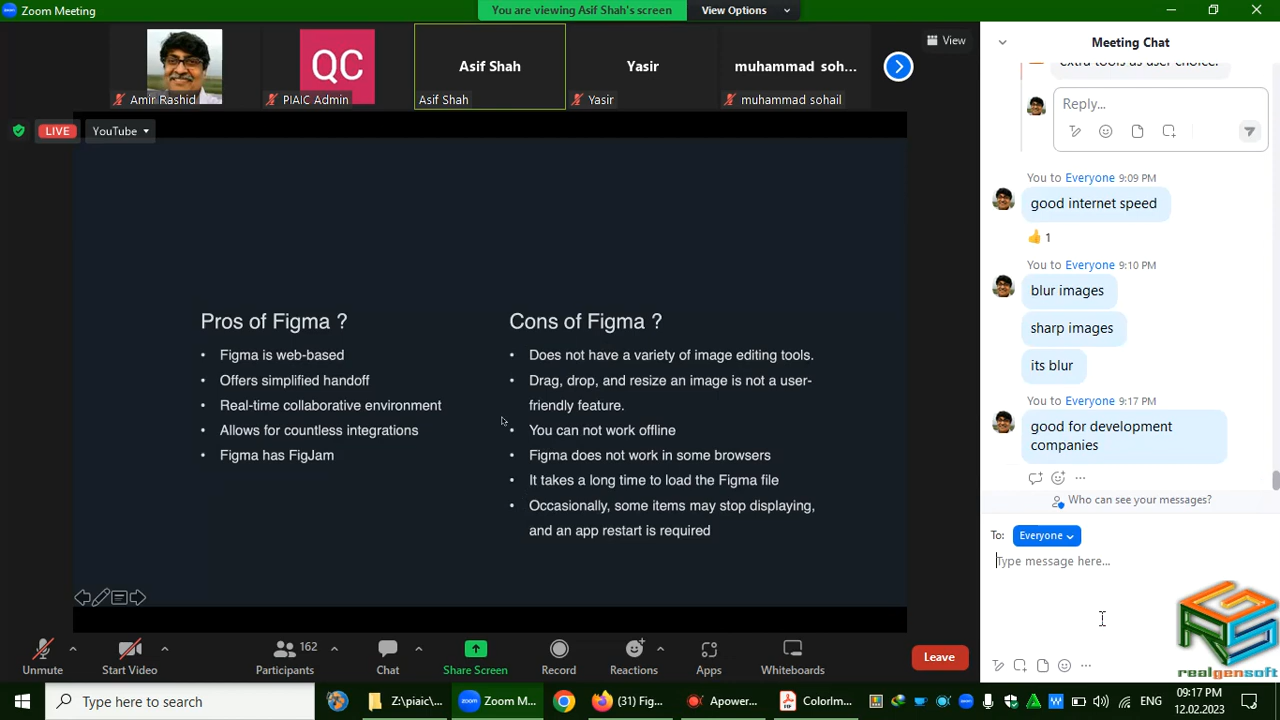 Zoom Meeting
You are viewing Asif Shah's screen
View Options
Amir Rashid
QC
PIAIC Admin
Asif Shah
Asif Shah
Yasir
Yasir
muhammad soh...
muhammad sohail
View
LIVE
YouTube
Pros of Figma ?
• Figma is web-based
• Offers simplified handoff
• Real-time collaborative environment
• Allows for countless integrations
• Figma has FigJam
Cons of Figma ?
• Does not have a variety of image editing tools.
• Drag, drop, and resize an image is not a user-
friendly feature.
• You can not work offline
• Figma does not work in some browsers
• It takes a long time to load the Figma file
• Occasionally, some items may stop displaying,
and an app restart is required
Meeting Chat
extra tools as user choice.
Reply...
You to Everyone 9:09 PM
good internet speed
1
You to Everyone 9:10 PM
blur images
sharp images
its blur
You to Everyone 9:17 PM
good for development
companies
Who can see your messages?
To: Everyone
Type message here...
realgensoft
Unmute
Start Video
162
Participants
Chat
Share Screen
Record
Reactions
Apps
Whiteboards
Leave
Type here to search
Z:\piaic\...
Zoom M...
(31) Fig...
Apower...
ColorIm...
ENG
09:17 PM
12.02.2023